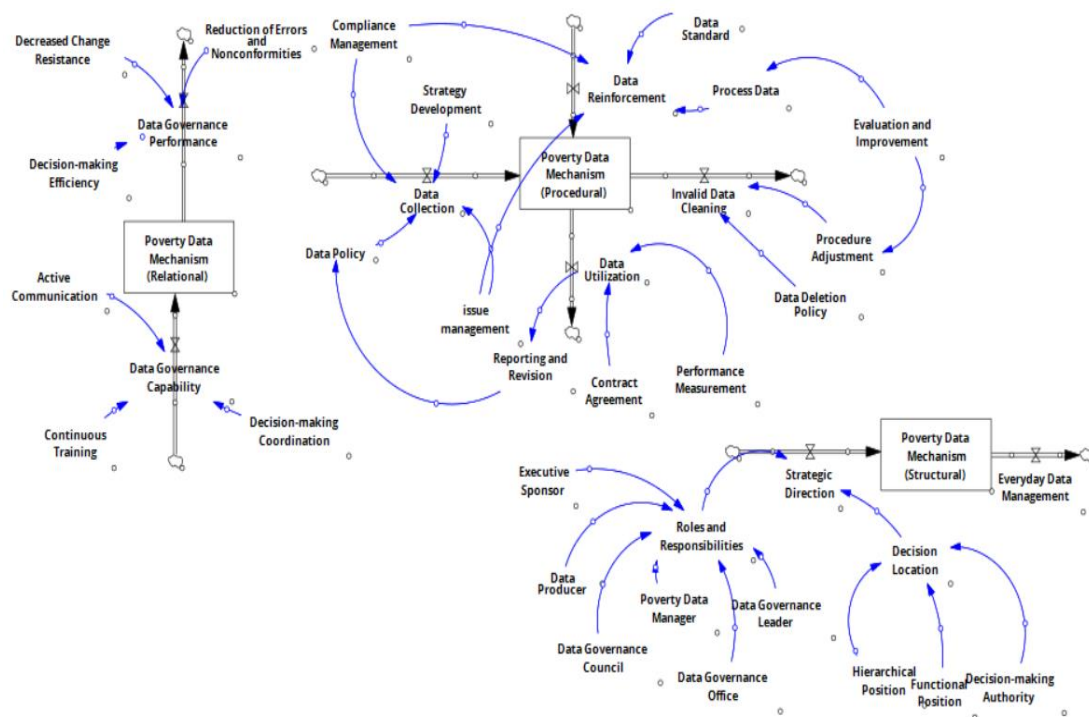 Decreased Change
Resistance
Reduction of Errors
and
Nonconformities
Data Governance
Performance
Decision-making
Efficiency
Poverty Data
Mechanism
(Relational)
Active
Communication
Data Governance
Capability
Continuous
Training
Decision-making
Coordination
Compliance
Management
Strategy
Development
Data
Standard
Data
Reinforcement
Process Data
Evaluation and
Improvement
Poverty Data
Mechanism
(Procedural)
Data
Collection
Invalid Data
Cleaning
Data Policy
Data
Utilization
Procedure
Adjustment
Data Deletion
Policy
issue
management
Reporting and
Revision
Contract
Agreement
Performance
Measurement
Poverty Data
Mechanism
(Structural)
Strategic
Direction
Everyday Data
Management
Executive
Sponsor
Roles and
Responsibilities
Decision
Location
Data
Producer
Poverty Data
Manager
Data Governance
Leader
Data Governance
Council
Data Governance
Office
Hierarchical
Position
Functional
Position
Decision-making
Authority